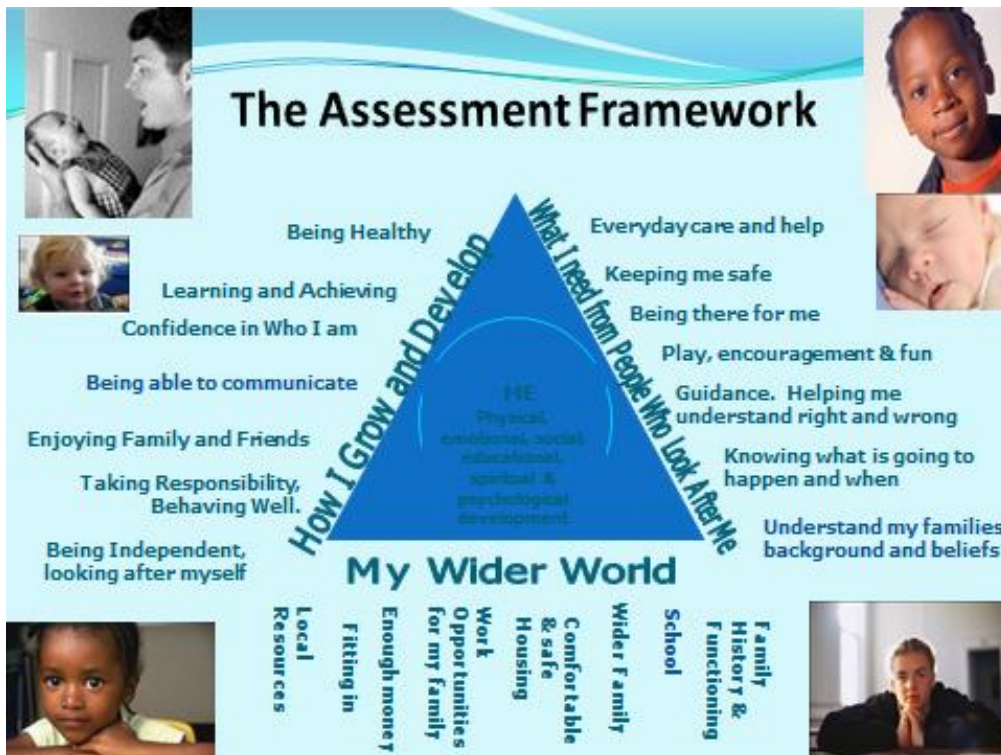 The Assessment Framework
Being Healthy
Learning and Achieving
Confidence in Who I am
Being able to communicate
Enjoying Family and Friends
Taking Responsibility,
Behaving Well.
Being Independent,
looking after myself
How I Grow and Develop
What I need from People Who Look After Me
Everyday care and help
Keeping me safe
Being there for me
Play, encouragement & fun
Guidance. Helping me
understand right and wrong
Knowing what is going to
happen and when
Understand my families
background and beliefs
ME
Physical,
emotional, social,
educational,
spiritual &
psychological
development
My Wider World
Local
Resources
Fitting in
Enough money
Work
Opportunities
for my family
Comfortable
& safe
Housing
Wider Family
School
Family
History &
Functioning